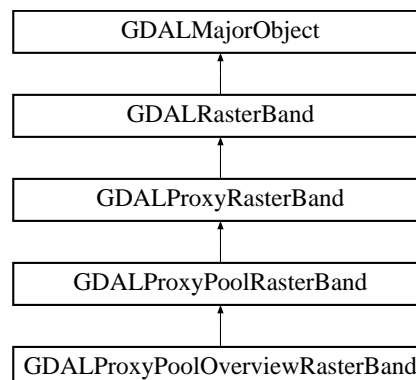 GDALMajorObject
GDALRasterBand
GDALProxyRasterBand
GDALProxyPoolRasterBand
GDALProxyPoolOverviewRasterBand